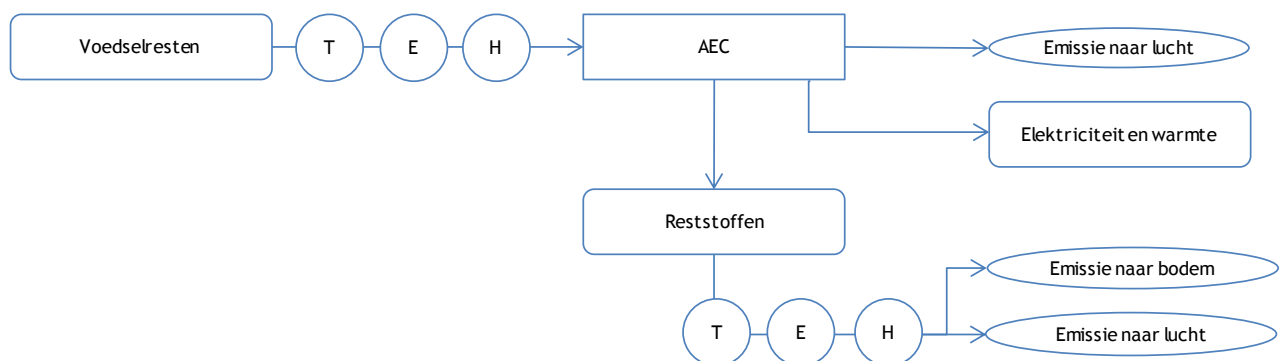 Voedselresten
T
E
H
AEC
Emissie naar lucht
Elektriciteit en warmte
Reststoffen
Emissie naar bodem
T
E
H
Emissie naar lucht